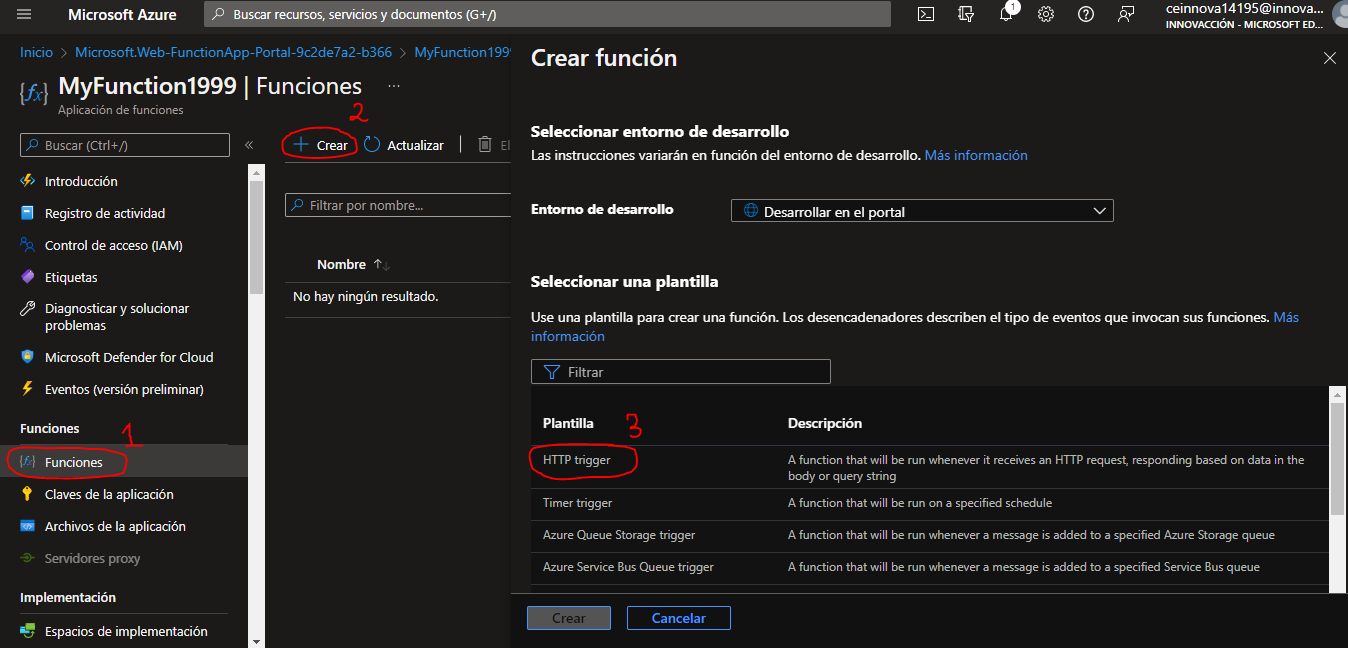 Microsoft Azure
Buscar recursos, servicios y documentos (G+/)
1
ceinnova14195@innova...
INNOVACCIÓN - MICROSOFT ED...
Inicio > Microsoft.Web-FunctionApp-Portal-9c2de7a2-b366 > MyFunction1999
MyFunction1999 | Funciones ...
Aplicación de funciones
Buscar (Ctrl+/)
«
Introducción
Registro de actividad
Control de acceso (IAM)
Etiquetas
Diagnosticar y solucionar
problemas
Microsoft Defender for Cloud
Eventos (versión preliminar)
Funciones
1
Funciones
Claves de la aplicación
Archivos de la aplicación
Servidores proxy
Implementación
Espacios de implementación
2
Crear
Actualizar
El
Filtrar por nombre...
Nombre
No hay ningún resultado.
Crear función
Seleccionar entorno de desarrollo
Las instrucciones variarán en función del entorno de desarrollo. Más información
Entorno de desarrollo
Desarrollar en el portal
Seleccionar una plantilla
Use una plantilla para crear una función. Los desencadenadores describen el tipo de eventos que invocan sus funciones. Más
información
Filtrar
Plantilla
3
Descripción
HTTP trigger
A function that will be run whenever it receives an HTTP request, responding based on data in the
body or query string
Timer trigger
A function that will be run on a specified schedule
Azure Queue Storage trigger
A function that will be run whenever a message is added to a specified Azure Storage queue
Azure Service Bus Queue trigger
A function that will be run whenever a message is added to a specified Service Bus queue
Crear
Cancelar